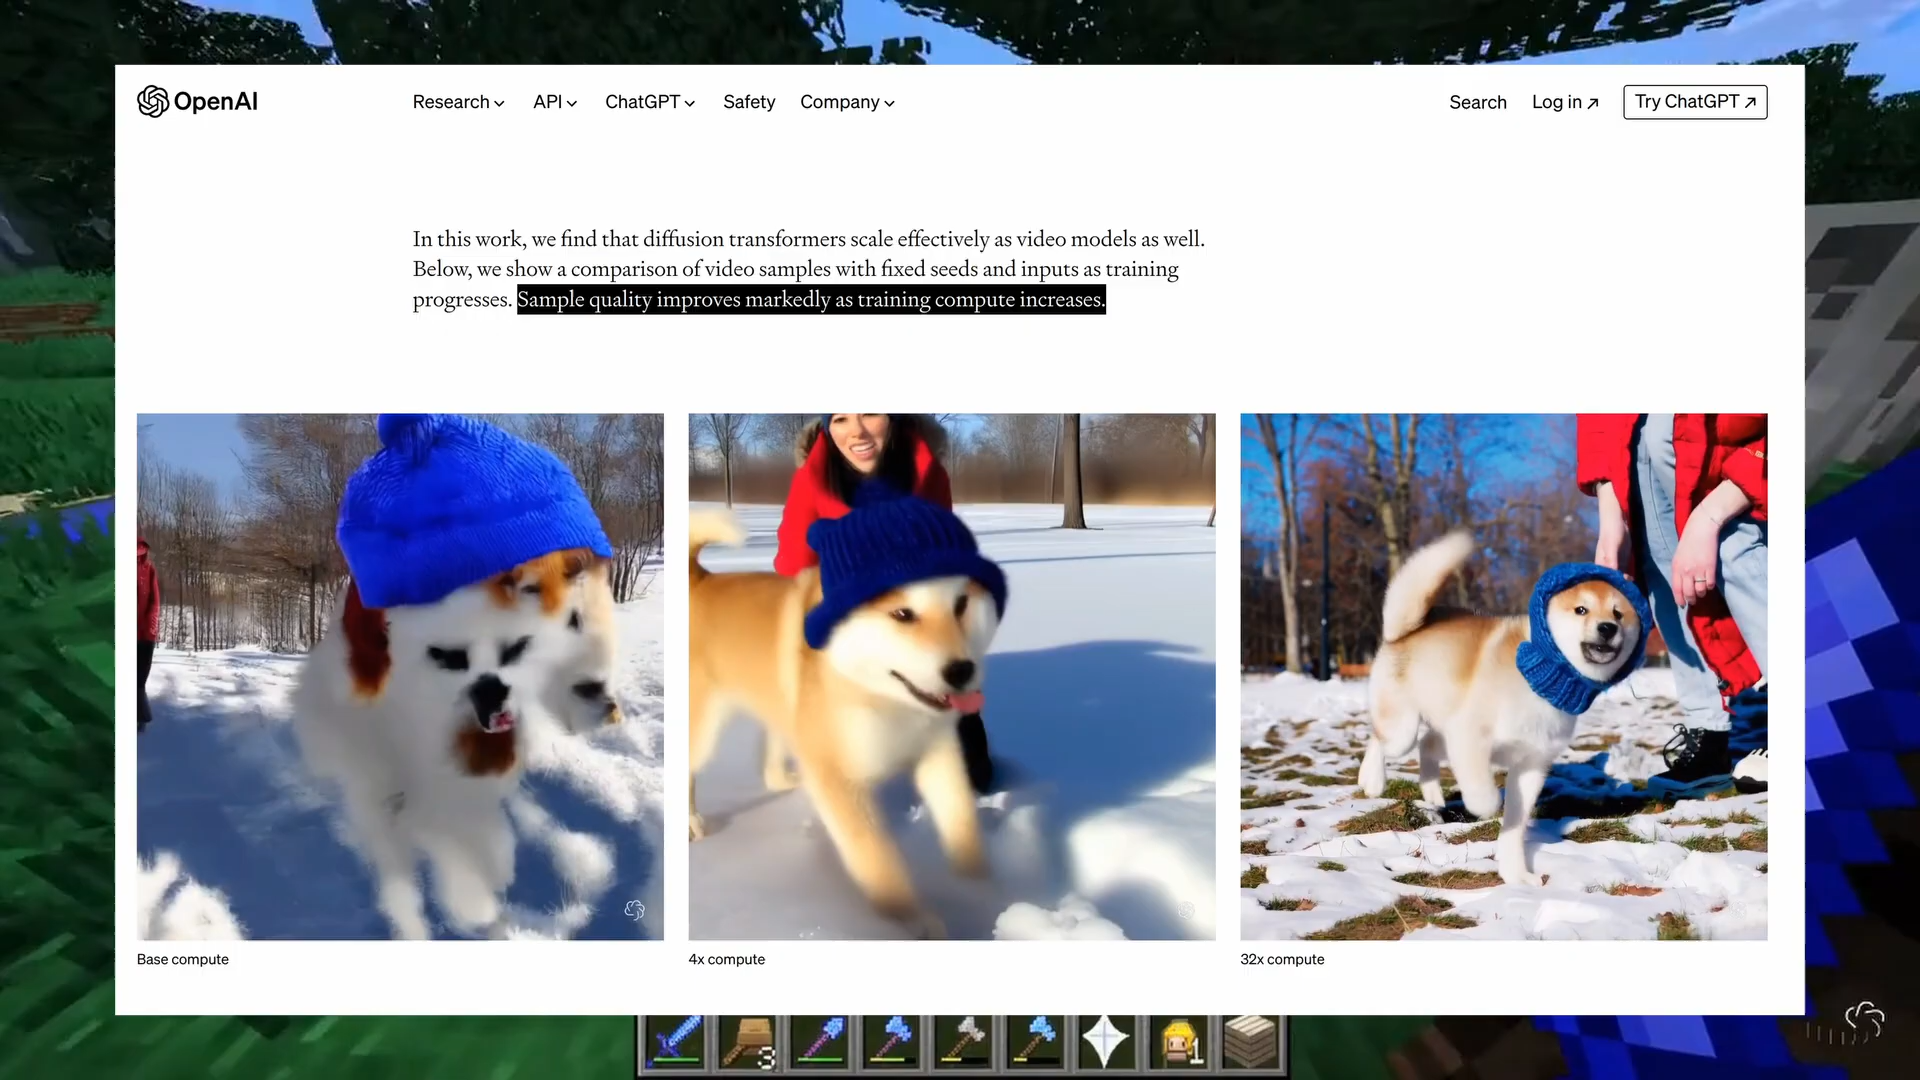 OpenAI
Research
API
ChatGPT
Safety
Company
Search
Log in
Try ChatGPT
In this work, we find that diffusion transformers scale effectively as video models as well.
Below, we show a comparison of video samples with fixed seeds and inputs as training
progresses. Sample quality improves markedly as training compute increases.
Base compute
4x compute
32x compute
3
1